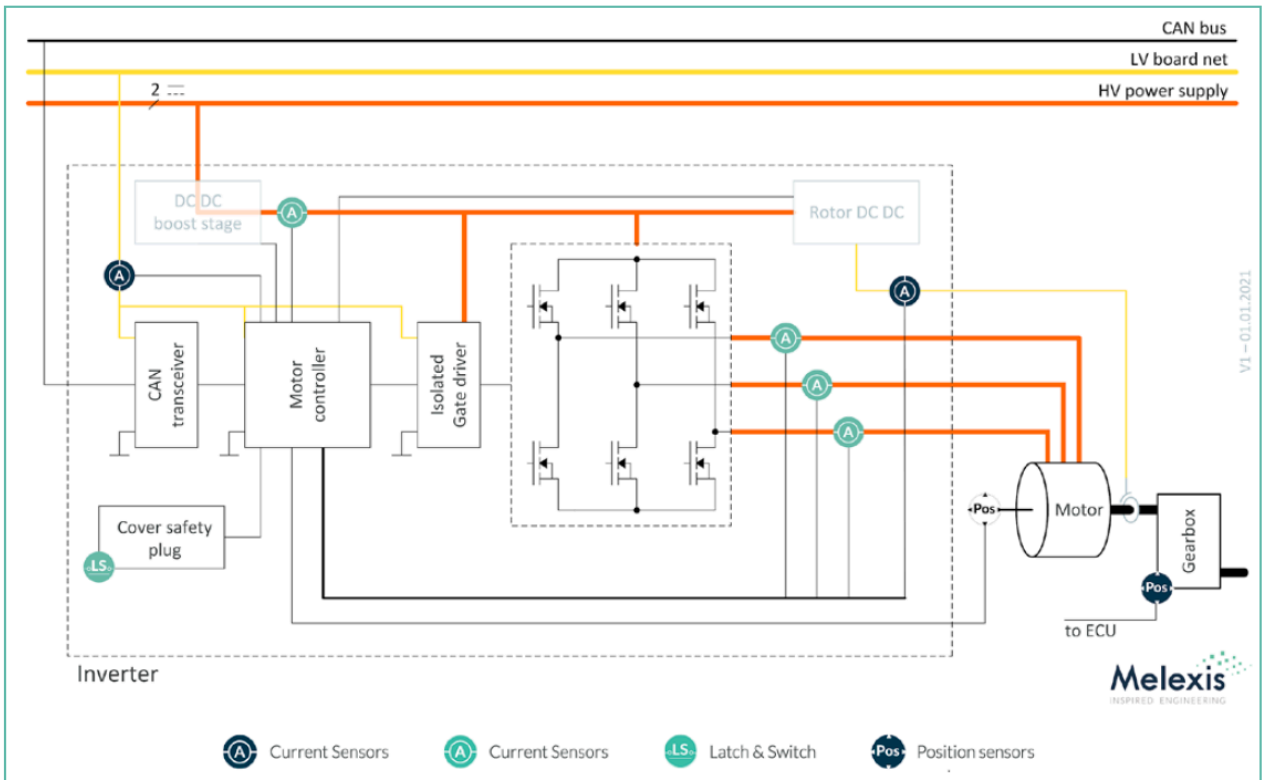 CAN bus
LV board net
HV power supply
2
DC DC
boost stage
A
Rotor DC DC
A
A
V1 – 01.01.2021
CAN
transceiver
Motor
controller
Isolated
Gate driver
A
A
A
Cover safety
plug
LS
Pos
Motor
Gearbox
Pos
to ECU
Inverter
Melexis
INSPIRED ENGINEERING
A Current Sensors
A Current Sensors
LS Latch & Switch
Pos Position sensors